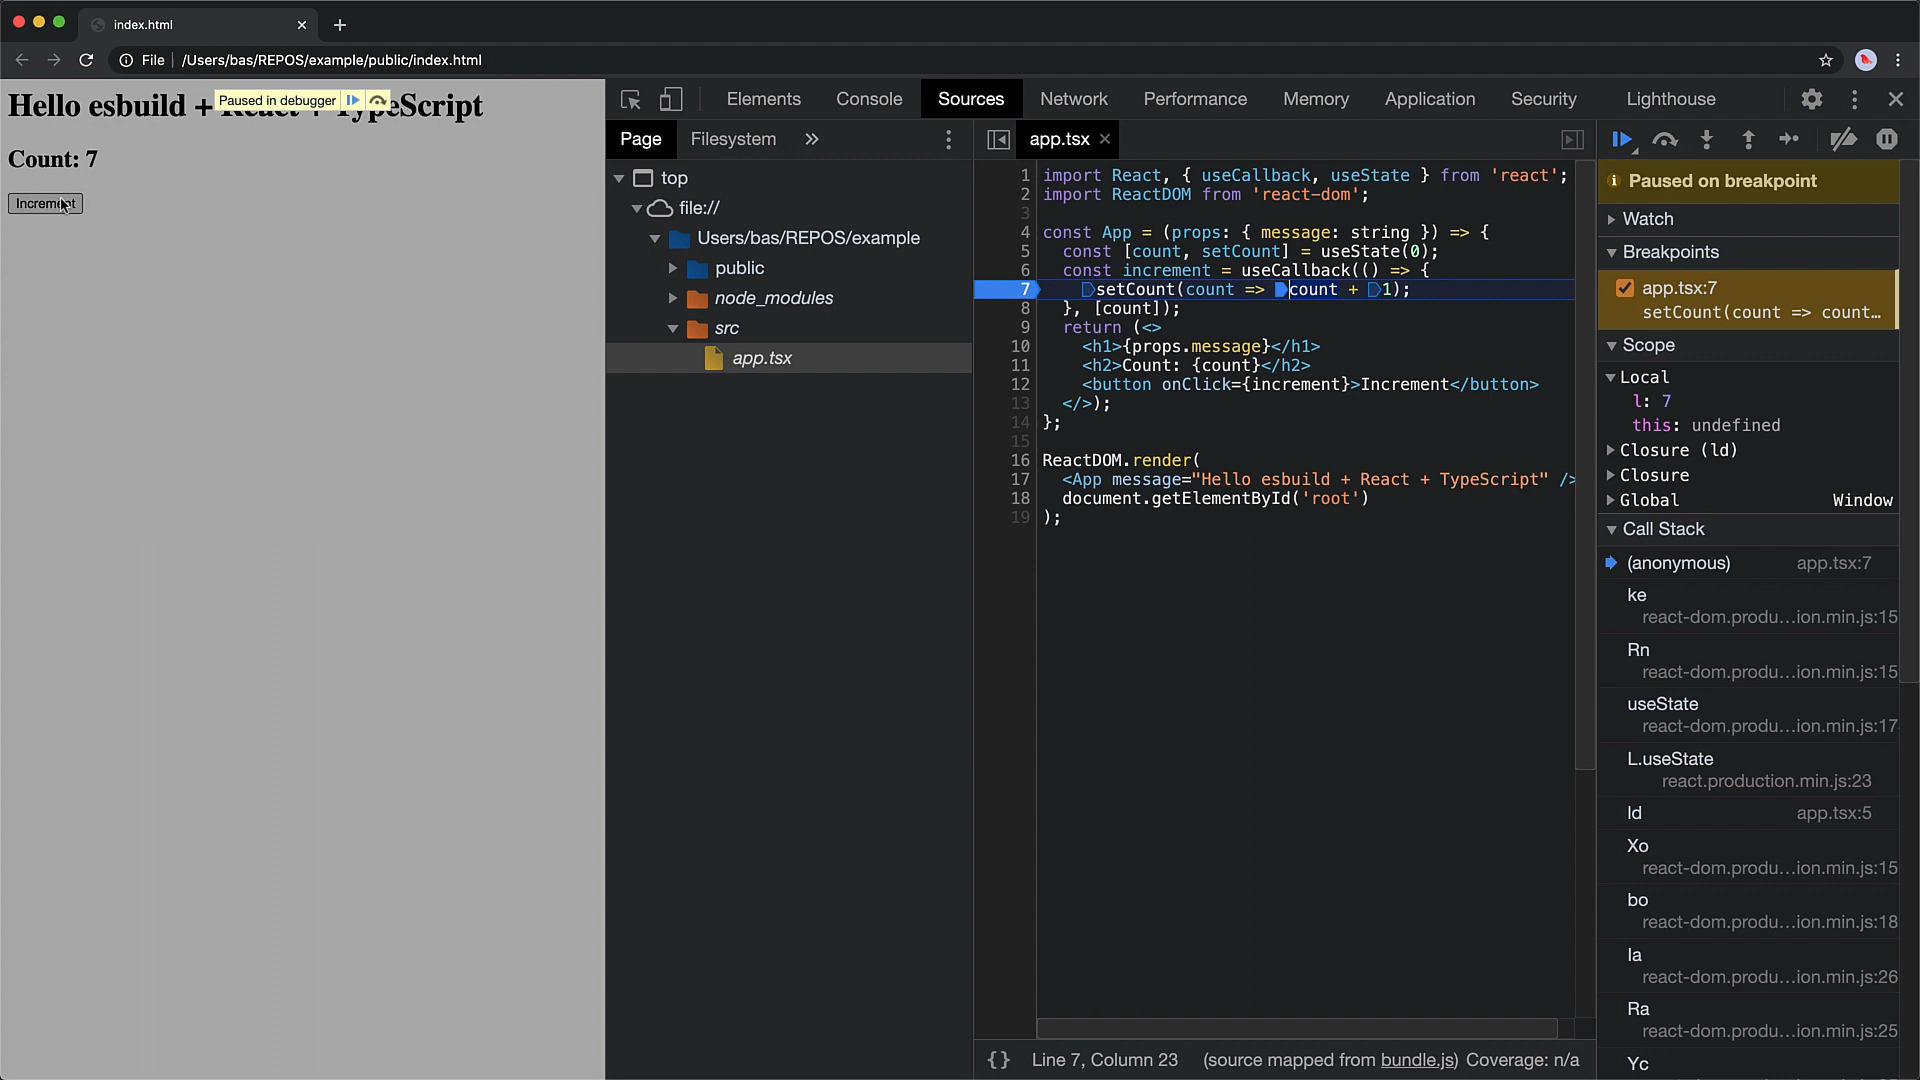 index.html
File
/Users/bas/REPOS/example/public/index.html
Hello esbuild + React + TypeScript
Paused in debugger
Count: 7
Increment
Elements
Console
Sources
Network
Performance
Memory
Application
Security
Lighthouse
Page
Filesystem
top
file://
Users/bas/REPOS/example
public
node_modules
src
app.tsx
app.tsx
1 import React, { useCallback, useState } from 'react';
2 import ReactDOM from 'react-dom';
3
4 const App = (props: { message: string }) => {
5 const [count, setCount] = useState(0);
6 const increment = useCallback(() => {
7 setCount(count => count + 1);
8 }, [count]);
9 return (<>
10 <h1>{props.message}</h1>
11 <h2>Count: {count}</h2>
12 <button onClick={increment}>Increment</button>
13 </>);
14 };
15
16 ReactDOM.render(
17 <App message="Hello esbuild + React + TypeScript" />
18 document.getElementById('root')
19 );
{} Line 7, Column 23 (source mapped from bundle.js) Coverage: n/a
Paused on breakpoint
Watch
Breakpoints
app.tsx:7
setCount(count => count…
Scope
Local
l: 7
this: undefined
Closure (ld)
Closure
Global Window
Call Stack
(anonymous) app.tsx:7
ke
react-dom.produ…ion.min.js:15
Rn
react-dom.produ…ion.min.js:15
useState
react-dom.produ…ion.min.js:17
L.useState
react.production.min.js:23
ld app.tsx:5
Xo
react-dom.produ…ion.min.js:15
bo
react-dom.produ…ion.min.js:18
Ia
react-dom.produ…ion.min.js:26
Ra
react-dom.produ…ion.min.js:25
Yc